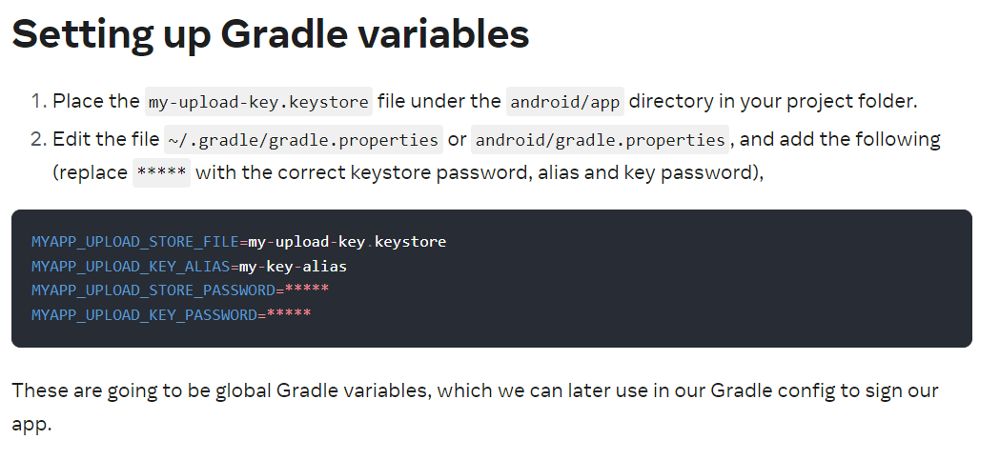 Setting up Gradle variables
1. Place the my-upload-key.keystore file under the android/app directory in your project folder.
2. Edit the file ~/.gradle/gradle.properties or android/gradle.properties, and add the following
(replace ***** with the correct keystore password, alias and key password),
MYAPP_UPLOAD_STORE_FILE=my-upload-key.keystore
MYAPP_UPLOAD_KEY_ALIAS=my-key-alias
MYAPP_UPLOAD_STORE_PASSWORD=*****
MYAPP_UPLOAD_KEY_PASSWORD=*****
These are going to be global Gradle variables, which we can later use in our Gradle config to sign our
app.